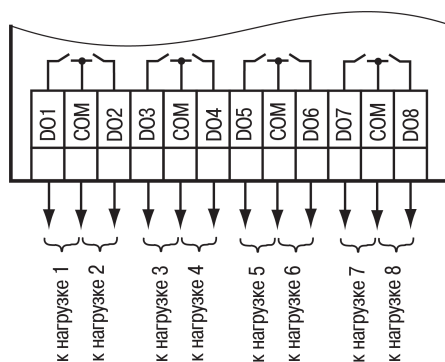 DO1
COM
DO2
DO3
COM
DO4
DO5
COM
DO6
DO7
COM
DO8
к нагрузке 1
к нагрузке 2
к нагрузке 3
к нагрузке 4
к нагрузке 5
к нагрузке 6
к нагрузке 7
к нагрузке 8